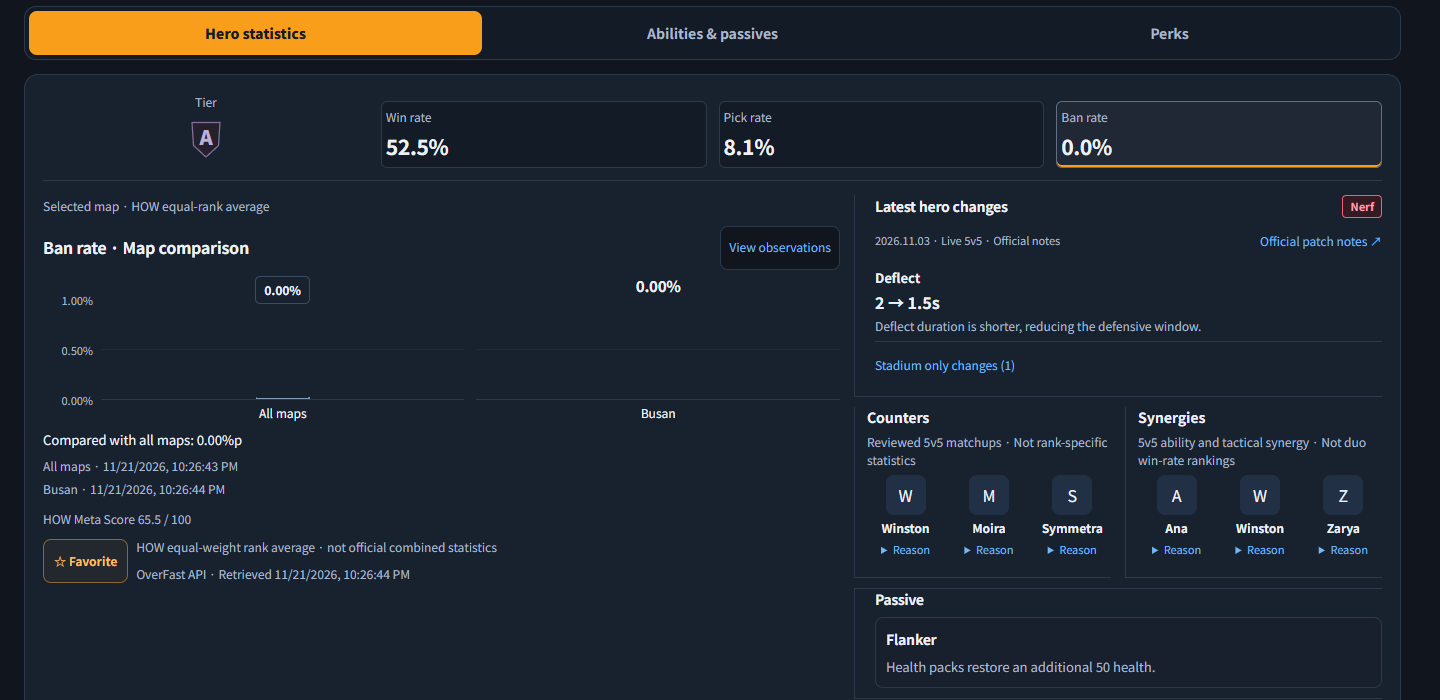 Hero statistics
Abilities & passives
Perks
Tier
A
Win rate
52.5%
Pick rate
8.1%
Ban rate
0.0%
Selected map · HOW equal-rank average
Ban rate · Map comparison
View observations
0.00%
0.00%
1.00%
0.50%
0.00%
All maps
Busan
Compared with all maps: 0.00%p
All maps · 11/21/2026, 10:26:43 PM
Busan · 11/21/2026, 10:26:44 PM
HOW Meta Score 65.5 / 100
☆ Favorite
HOW equal-weight rank average · not official combined statistics
OverFast API · Retrieved 11/21/2026, 10:26:44 PM
Latest hero changes
Nerf
2026.11.03 · Live 5v5 · Official notes
Official patch notes ↗
Deflect
2 → 1.5s
Deflect duration is shorter, reducing the defensive window.
Stadium only changes (1)
Counters
Reviewed 5v5 matchups · Not rank-specific
statistics
W
M
S
Winston
Moira
Symmetra
▶ Reason
▶ Reason
▶ Reason
Synergies
5v5 ability and tactical synergy · Not duo
win-rate rankings
A
W
Z
Ana
Winston
Zarya
▶ Reason
▶ Reason
▶ Reason
Passive
Flanker
Health packs restore an additional 50 health.